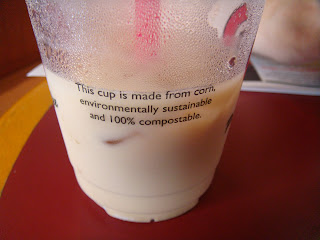 This cup is made from corn,
environmentally sustainable
and 100% compostable.